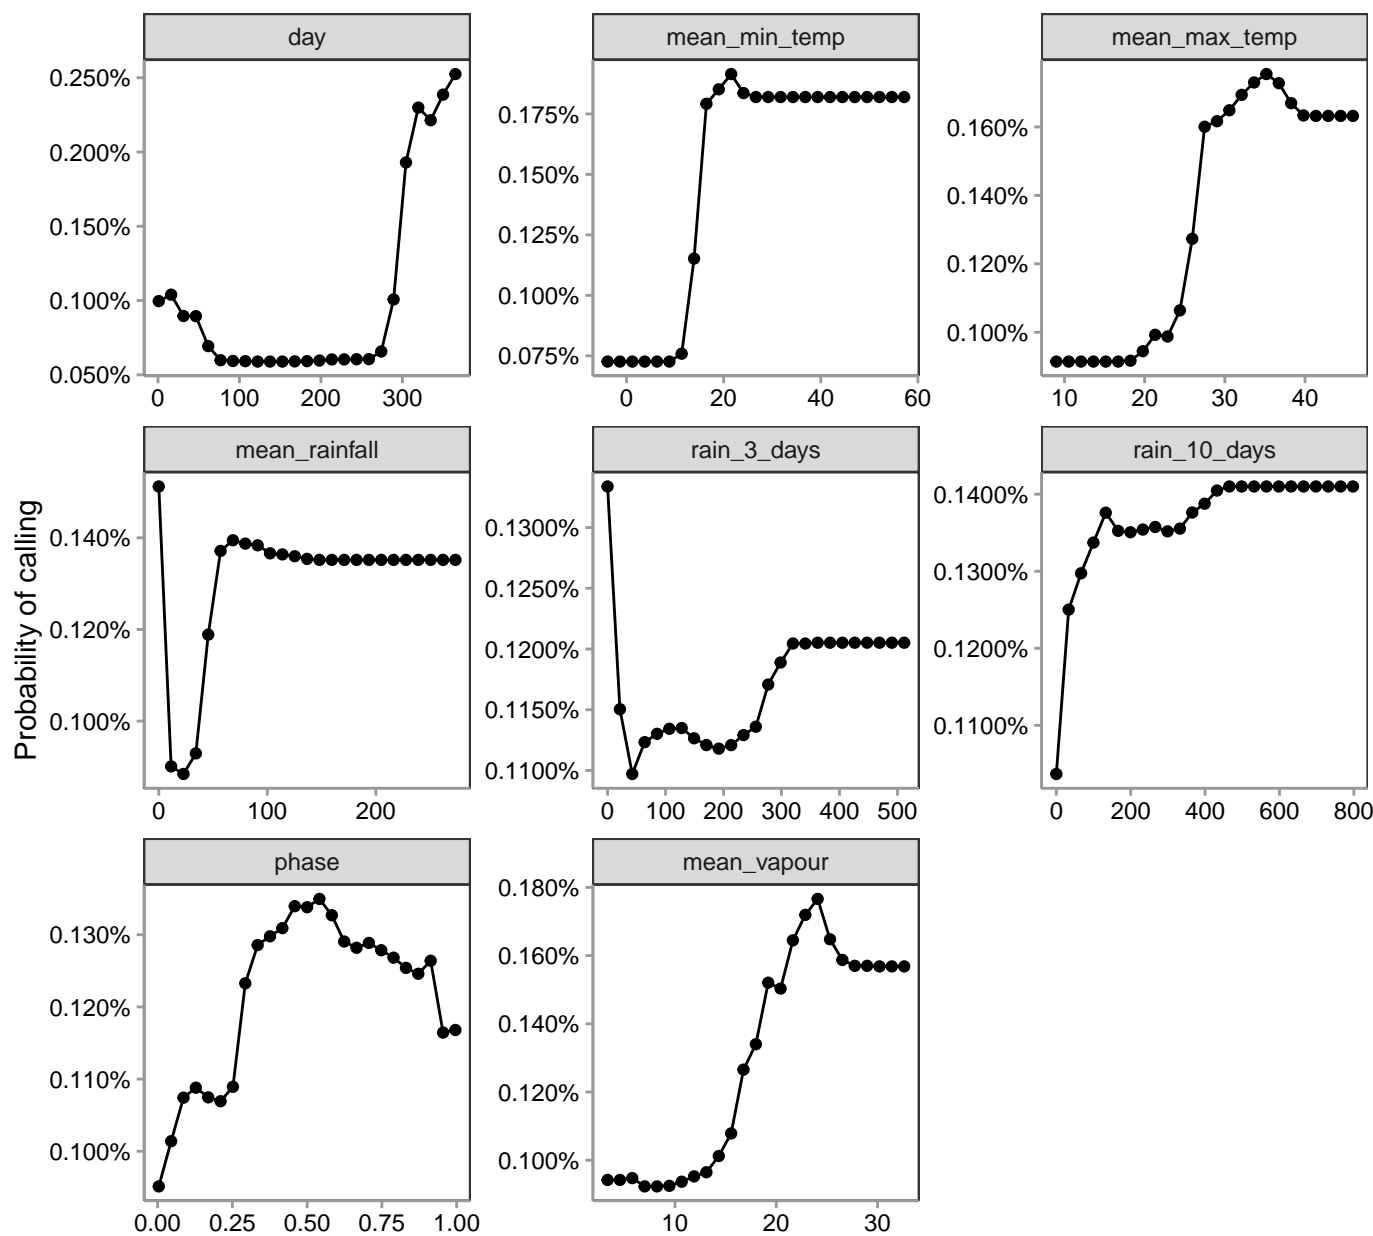 day
0.250%
0.200%
0.150%
0.100%
0.050%
0 100 200 300
mean_min_temp
0.175%
0.150%
0.125%
0.100%
0.075%
0 20 40 60
mean_max_temp
0.160%
0.140%
0.120%
0.100%
10 20 30 40
Probability of calling
mean_rainfall
0.140%
0.120%
0.100%
0 100 200
rain_3_days
0.1300%
0.1250%
0.1200%
0.1150%
0.1100%
0 100 200 300 400 500
rain_10_days
0.1400%
0.1300%
0.1200%
0.1100%
0 200 400 600 800
phase
0.130%
0.120%
0.110%
0.100%
0.00 0.25 0.50 0.75 1.00
mean_vapour
0.180%
0.160%
0.140%
0.120%
0.100%
10 20 30